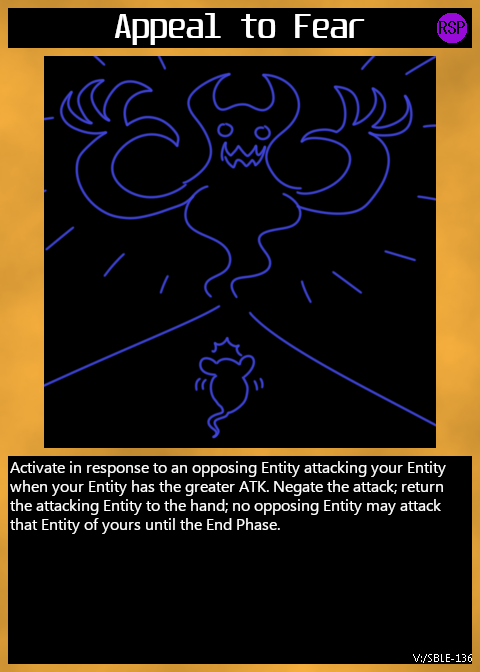 Appeal to Fear
RSP
Activate in response to an opposing Entity attacking your Entity
when your Entity has the greater ATK. Negate the attack; return
the attacking Entity to the hand; no opposing Entity may attack
that Entity of yours until the End Phase.
V:/SBLE-136